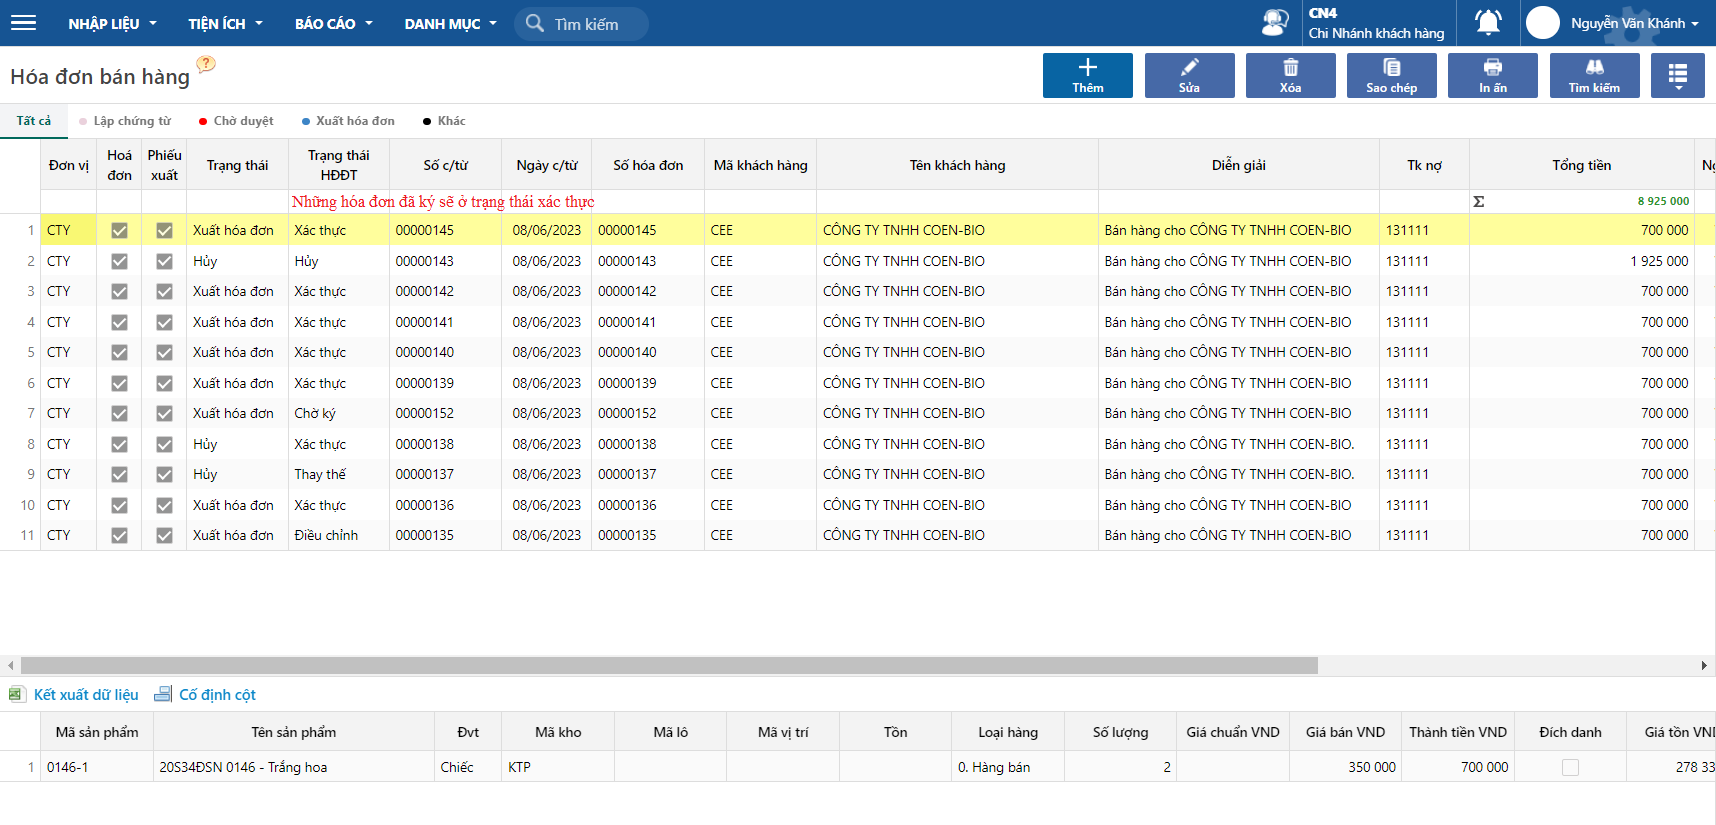 NHẬP LIỆU TIỆN ÍCH BÁO CÁO DANH MỤC Tìm kiếm CN4 Nguyễn Văn Khánh
Chi Nhánh khách hàng
Hóa đơn bán hàng ?
Thêm Sửa Xóa Sao chép In ấn Tìm kiếm
Tất cả Lập chứng từ Chờ duyệt Xuất hóa đơn Khác
Đơn vị Hoá đơn Phiếu xuất Trạng thái Trạng thái HĐĐT Số c/từ Ngày c/từ Số hóa đơn Mã khách hàng Tên khách hàng Diễn giải Tk nợ Tổng tiền Ng
Những hóa đơn đã ký sẽ ở trạng thái xác thực Σ 8 925 000
1 CTY Xuất hóa đơn Xác thực 00000145 08/06/2023 00000145 CEE CÔNG TY TNHH COEN-BIO Bán hàng cho CÔNG TY TNHH COEN-BIO 131111 700 000
2 CTY Hủy Hủy 00000143 08/06/2023 00000143 CEE CÔNG TY TNHH COEN-BIO Bán hàng cho CÔNG TY TNHH COEN-BIO 131111 1 925 000
3 CTY Xuất hóa đơn Xác thực 00000142 08/06/2023 00000142 CEE CÔNG TY TNHH COEN-BIO Bán hàng cho CÔNG TY TNHH COEN-BIO 131111 700 000
4 CTY Xuất hóa đơn Xác thực 00000141 08/06/2023 00000141 CEE CÔNG TY TNHH COEN-BIO Bán hàng cho CÔNG TY TNHH COEN-BIO 131111 700 000
5 CTY Xuất hóa đơn Xác thực 00000140 08/06/2023 00000140 CEE CÔNG TY TNHH COEN-BIO Bán hàng cho CÔNG TY TNHH COEN-BIO 131111 700 000
6 CTY Xuất hóa đơn Xác thực 00000139 08/06/2023 00000139 CEE CÔNG TY TNHH COEN-BIO Bán hàng cho CÔNG TY TNHH COEN-BIO 131111 700 000
7 CTY Xuất hóa đơn Chờ ký 00000152 08/06/2023 00000152 CEE CÔNG TY TNHH COEN-BIO Bán hàng cho CÔNG TY TNHH COEN-BIO 131111 700 000
8 CTY Hủy Xác thực 00000138 08/06/2023 00000138 CEE CÔNG TY TNHH COEN-BIO Bán hàng cho CÔNG TY TNHH COEN-BIO. 131111 700 000
9 CTY Hủy Thay thế 00000137 08/06/2023 00000137 CEE CÔNG TY TNHH COEN-BIO Bán hàng cho CÔNG TY TNHH COEN-BIO. 131111 700 000
10 CTY Xuất hóa đơn Xác thực 00000136 08/06/2023 00000136 CEE CÔNG TY TNHH COEN-BIO Bán hàng cho CÔNG TY TNHH COEN-BIO 131111 700 000
11 CTY Xuất hóa đơn Điều chỉnh 00000135 08/06/2023 00000135 CEE CÔNG TY TNHH COEN-BIO Bán hàng cho CÔNG TY TNHH COEN-BIO 131111 700 000
Kết xuất dữ liệu Cố định cột
Mã sản phẩm Tên sản phẩm Đvt Mã kho Mã lô Mã vị trí Tồn Loại hàng Số lượng Giá chuẩn VND Giá bán VND Thành tiền VND Đích danh Giá tồn VND
1 0146-1 20S34ĐSN 0146 - Trắng hoa Chiếc KTP 0. Hàng bán 2 350 000 700 000 278 33